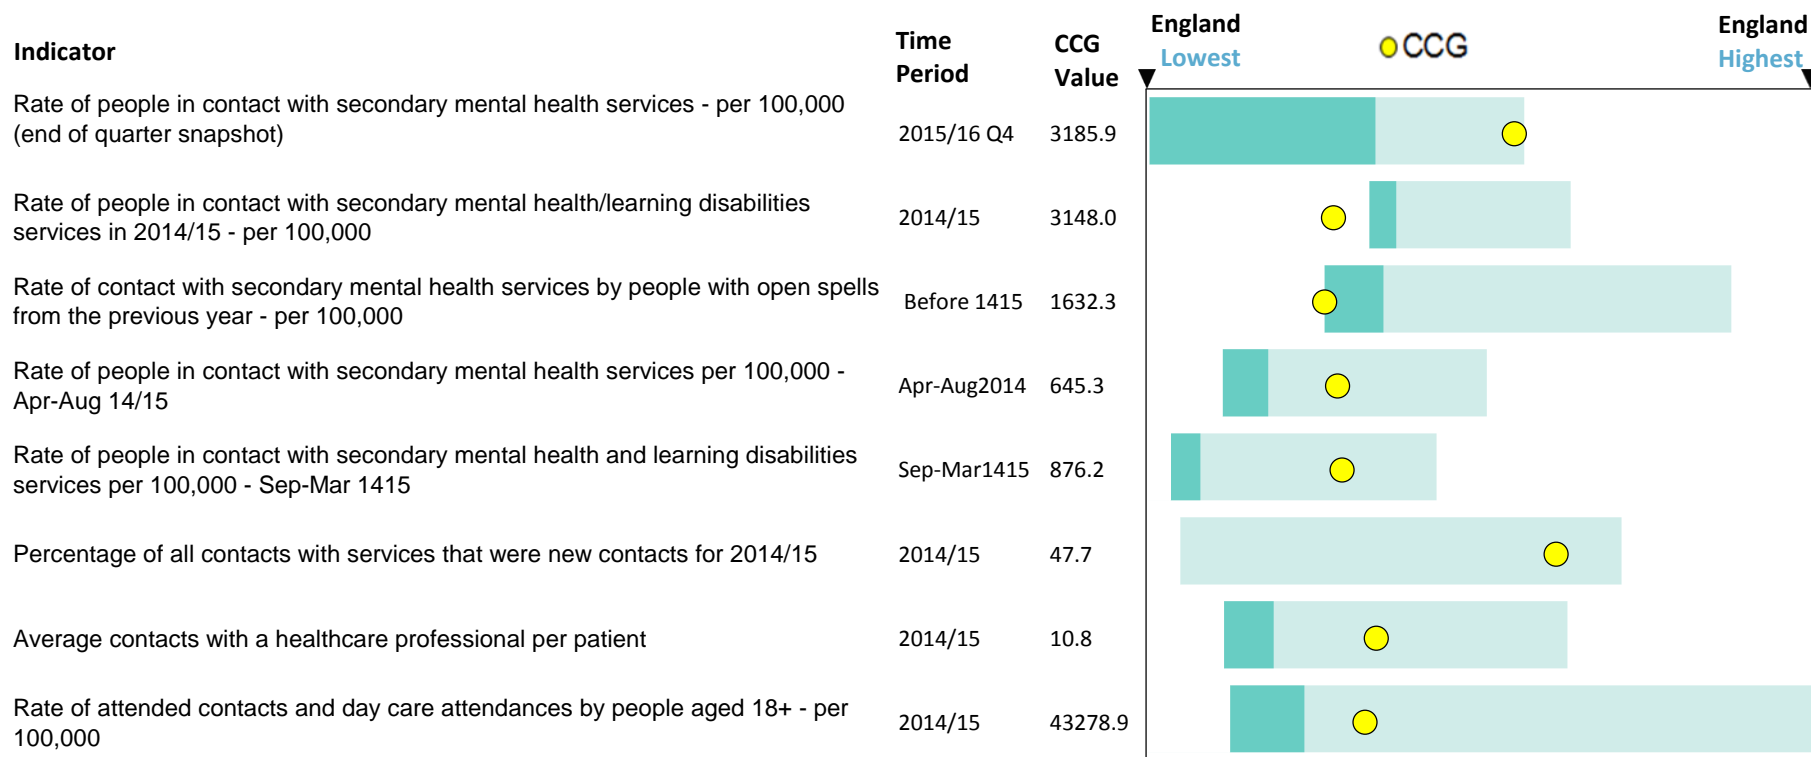 Indicator
Time
Period
CCG
Value
England
Lowest
CCG
England
Highest
Rate of people in contact with secondary mental health services - per 100,000
(end of quarter snapshot)
2015/16 Q4
3185.9
Rate of people in contact with secondary mental health/learning disabilities
services in 2014/15 - per 100,000
2014/15
3148.0
Rate of contact with secondary mental health services by people with open spells
from the previous year - per 100,000
Before 1415
1632.3
Rate of people in contact with secondary mental health services per 100,000 -
Apr-Aug 14/15
Apr-Aug2014
645.3
Rate of people in contact with secondary mental health and learning disabilities
services per 100,000 - Sep-Mar 1415
Sep-Mar1415
876.2
Percentage of all contacts with services that were new contacts for 2014/15
2014/15
47.7
Average contacts with a healthcare professional per patient
2014/15
10.8
Rate of attended contacts and day care attendances by people aged 18+ - per
100,000
2014/15
43278.9